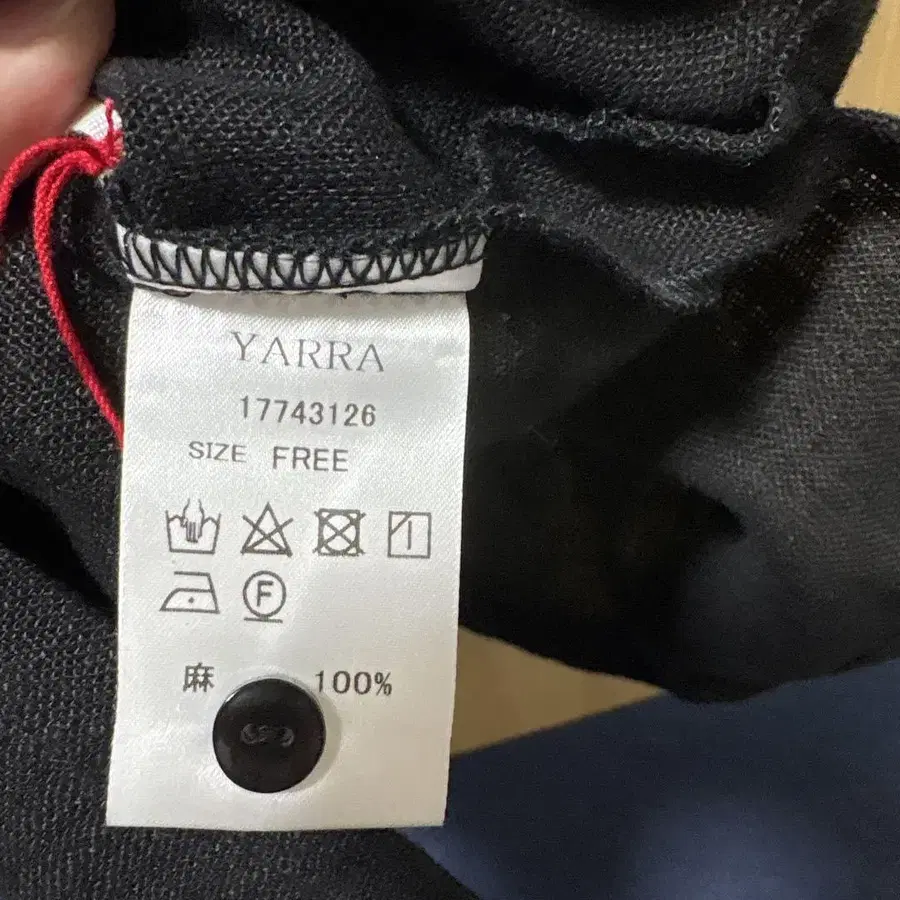 YARRA
17743126
SIZE FREE
F
麻 100%